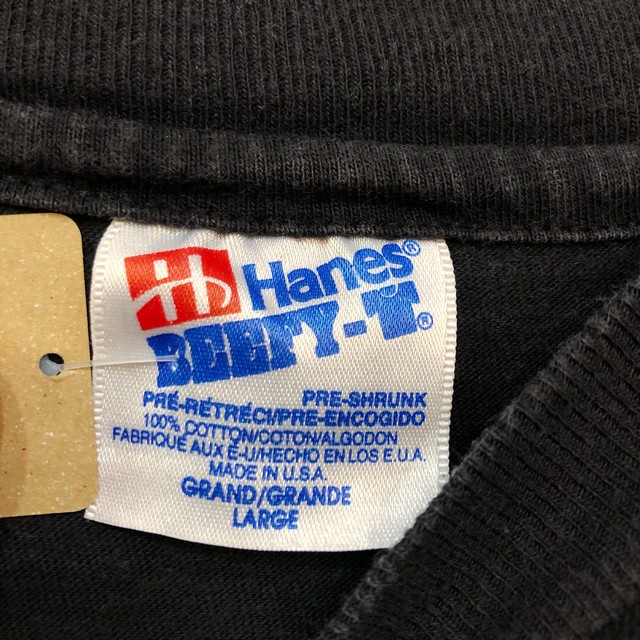 Hanes®
BEEFY-T®
PRE-SHRUNK
PRÉ-RÉTRÉCI/PRE-ENCOGIDO
100% COTTON/COTON/ALGODON
FABRIQUÉ AUX É-U/HECHO EN LOS E.U.A.
MADE IN U.S.A.
GRAND/GRANDE
LARGE